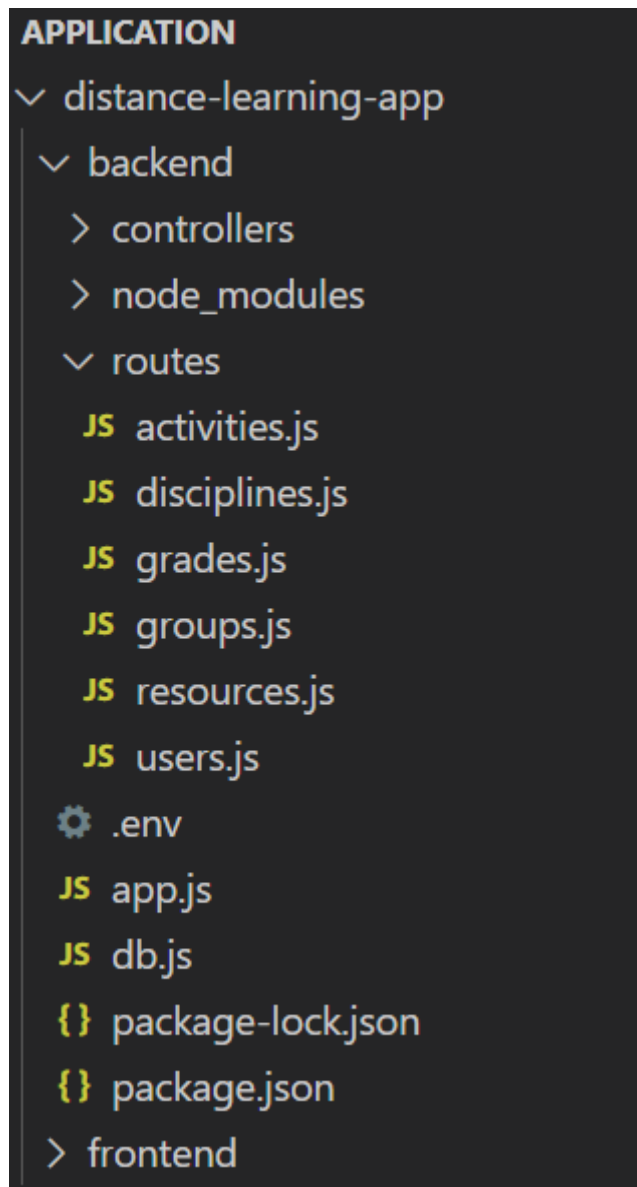 APPLICATION
distance-learning-app
backend
controllers
node_modules
routes
JS activities.js
JS disciplines.js
JS grades.js
JS groups.js
JS resources.js
JS users.js
.env
JS app.js
JS db.js
{} package-lock.json
{} package.json
frontend